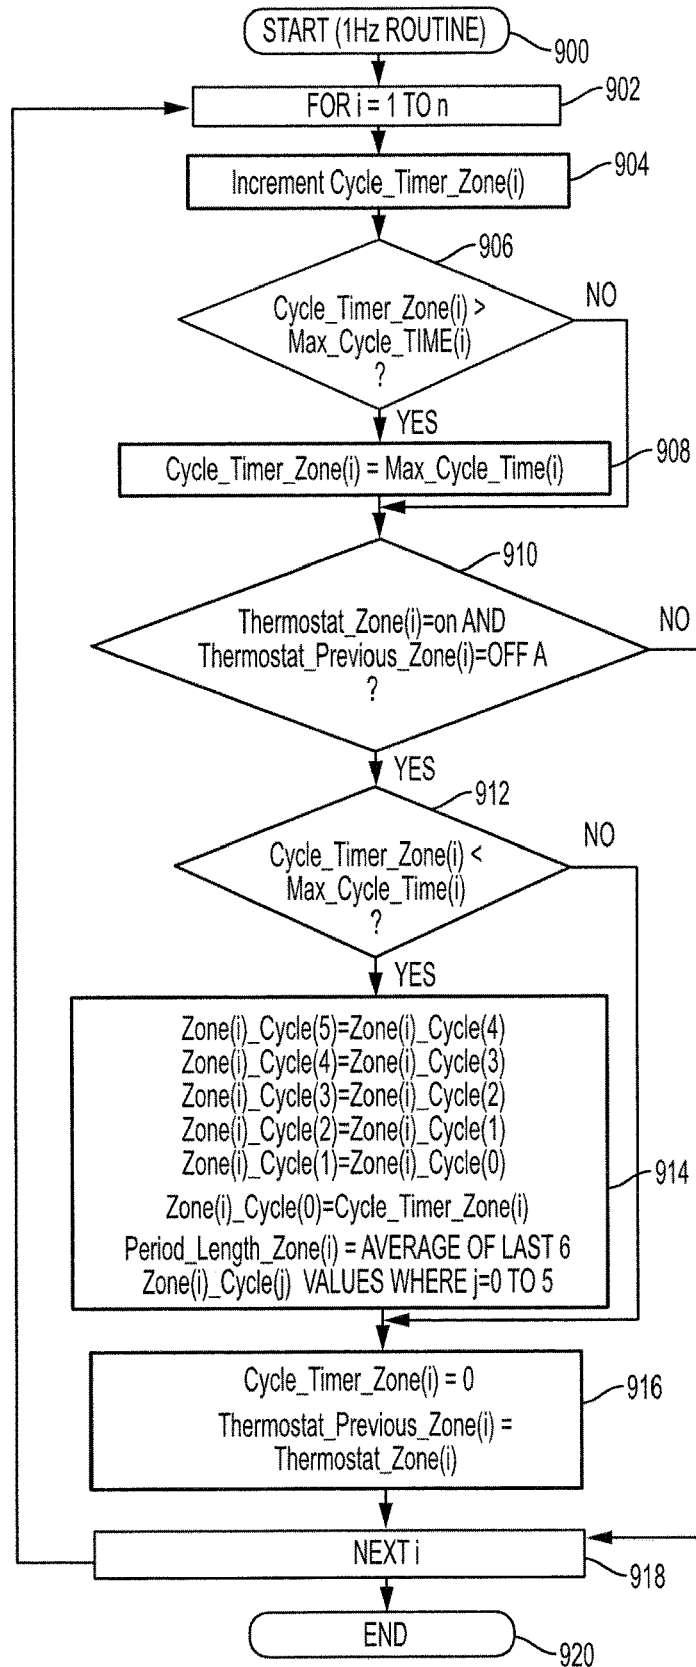 START (1Hz ROUTINE)
900
FOR i = 1 TO n
902
Increment Cycle_Timer_Zone(i)
904
906
Cycle_Timer_Zone(i) >
Max_Cycle_TIME(i)
?
NO
YES
Cycle_Timer_Zone(i) = Max_Cycle_Time(i)
908
910
Thermostat_Zone(i)=on AND
Thermostat_Previous_Zone(i)=OFF A
?
NO
YES
912
Cycle_Timer_Zone(i) <
Max_Cycle_Time(i)
?
NO
YES
Zone(i)_Cycle(5)=Zone(i)_Cycle(4)
Zone(i)_Cycle(4)=Zone(i)_Cycle(3)
Zone(i)_Cycle(3)=Zone(i)_Cycle(2)
Zone(i)_Cycle(2)=Zone(i)_Cycle(1)
Zone(i)_Cycle(1)=Zone(i)_Cycle(0)
Zone(i)_Cycle(0)=Cycle_Timer_Zone(i)
Period_Length_Zone(i) = AVERAGE OF LAST 6
Zone(i)_Cycle(j) VALUES WHERE j=0 TO 5
914
Cycle_Timer_Zone(i) = 0
Thermostat_Previous_Zone(i) =
Thermostat_Zone(i)
916
NEXT i
918
END
920